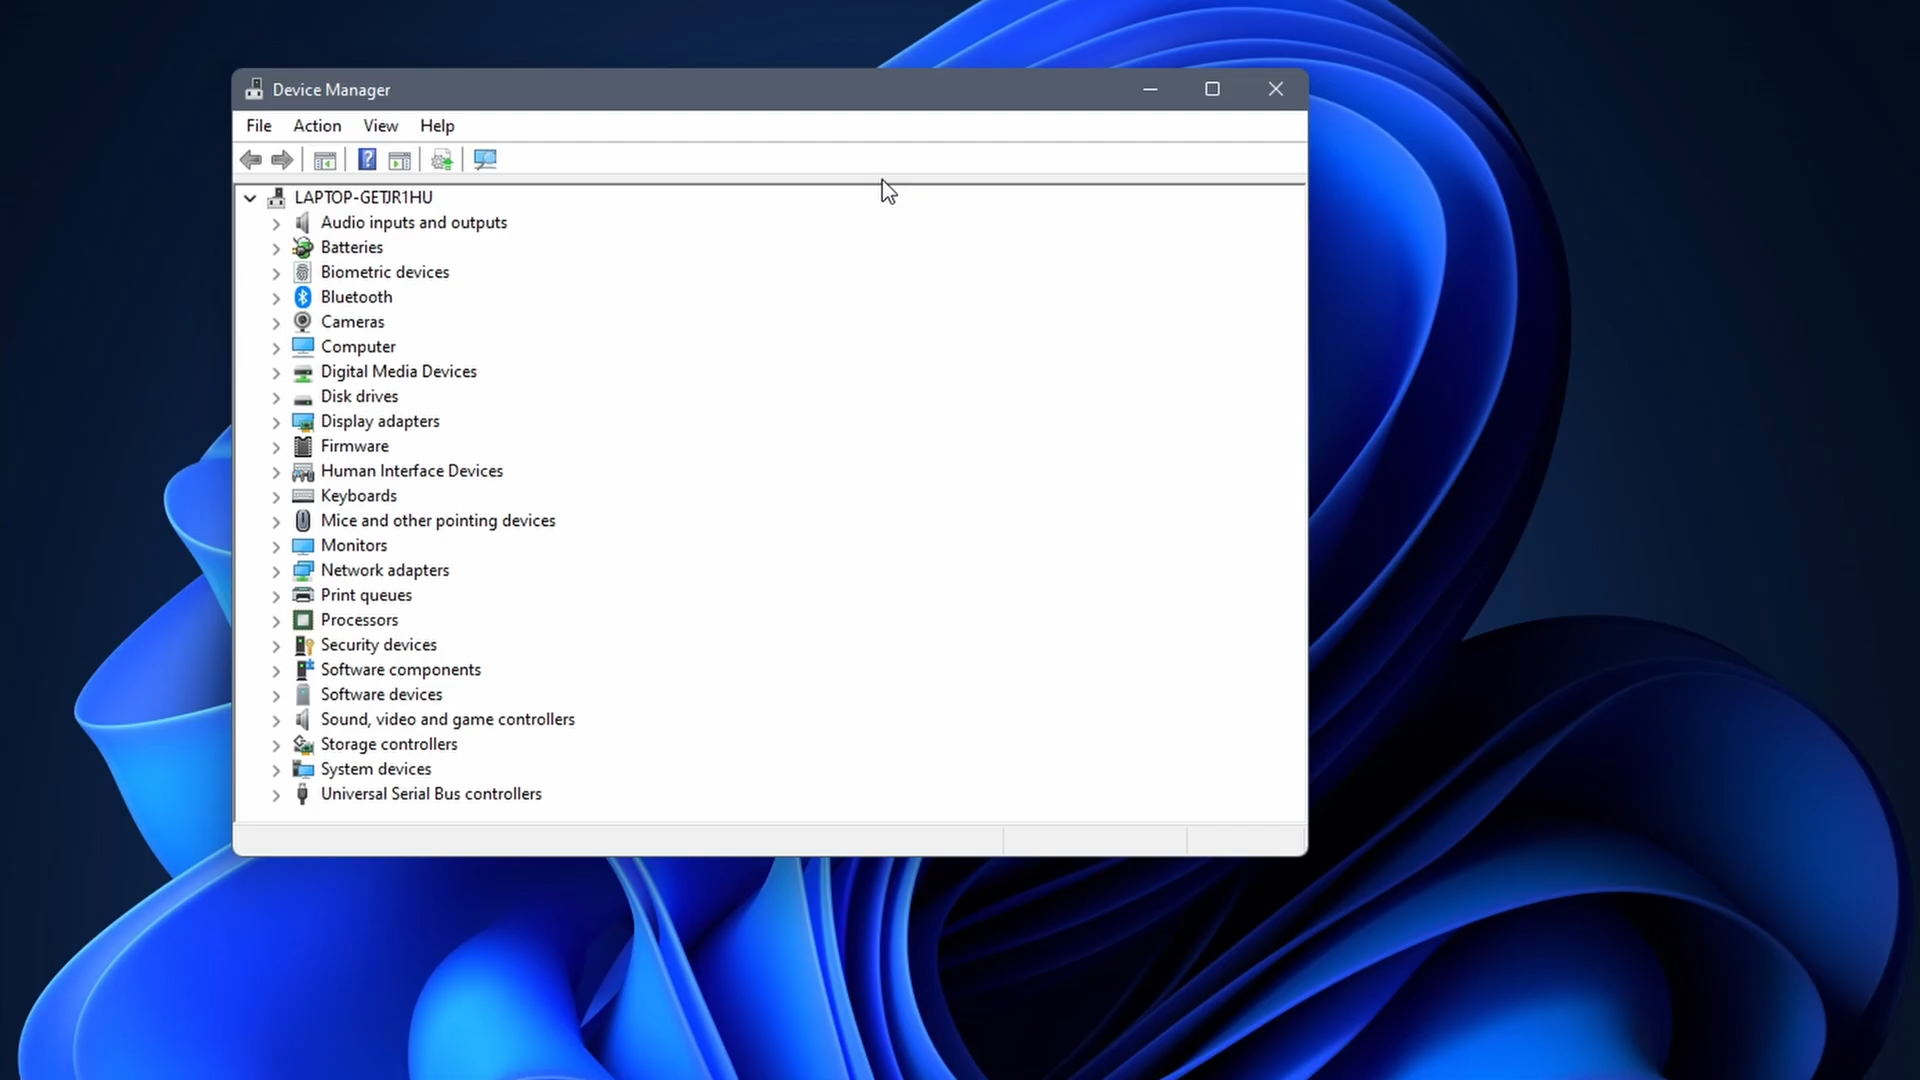 Device Manager
File Action View Help
LAPTOP-GETJR1HU
Audio inputs and outputs
Batteries
Biometric devices
Bluetooth
Cameras
Computer
Digital Media Devices
Disk drives
Display adapters
Firmware
Human Interface Devices
Keyboards
Mice and other pointing devices
Monitors
Network adapters
Print queues
Processors
Security devices
Software components
Software devices
Sound, video and game controllers
Storage controllers
System devices
Universal Serial Bus controllers